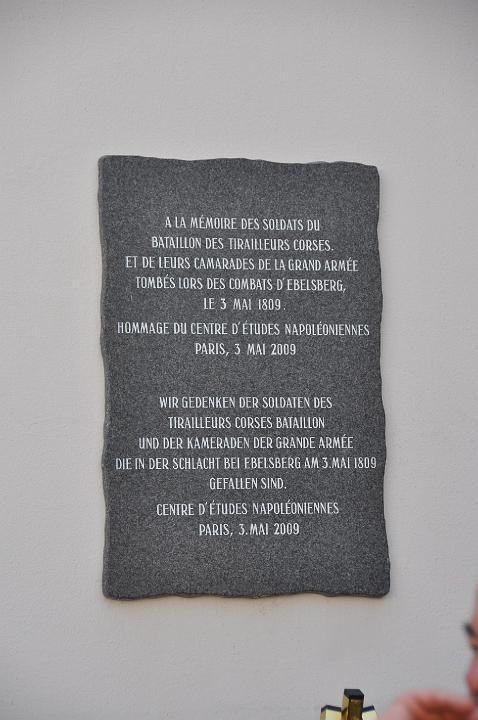 A LA MÉMOIRE DES SOLDATS DU
BATAILLON DES TIRAILLEURS CORSES.
ET DE LEURS CAMARADES DE LA GRAND ARMÉE
TOMBÉS LORS DES COMBATS D'EBELSBERG,
LE 3 MAI 1809.
HOMMAGE DU CENTRE D'ÉTUDES NAPOLÉONIENNES
PARIS, 3 MAI 2009
WIR GEDENKEN DER SOLDATEN DES
TIRAILLEURS CORSES BATAILLON
UND DER KAMERADEN DER GRANDE ARMÉE
DIE IN DER SCHLACHT BEI EBELSBERG AM 3.MAI 1809
GEFALLEN SIND.
CENTRE D'ÉTUDES NAPOLÉONIENNES
PARIS, 3.MAI 2009